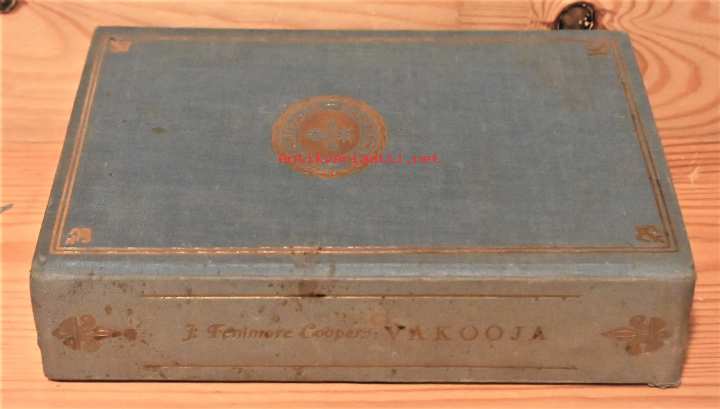 antikvariaatti.net
J. Fenimore Cooper: VAKOOJA